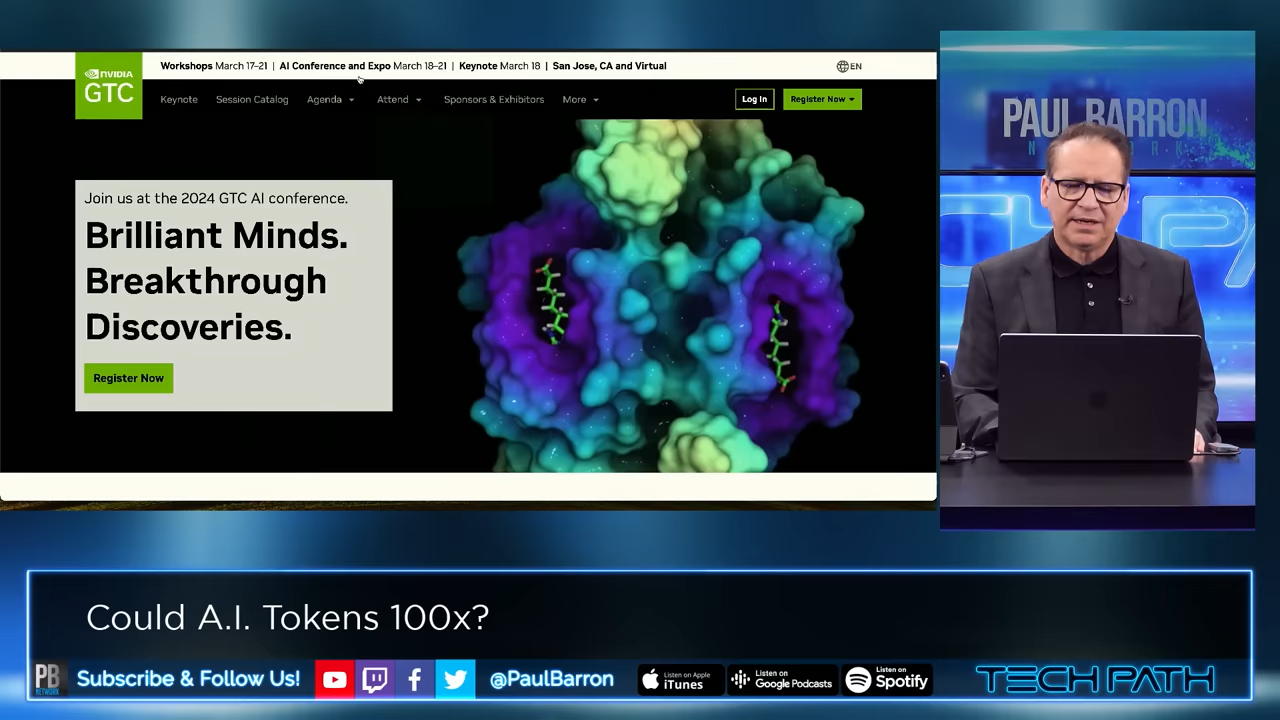 Workshops March 17-21 | AI Conference and Expo March 18-21 | Keynote March 18 | San Jose, CA and Virtual
EN
NVIDIA
GTC
Keynote
Session Catalog
Agenda
Attend
Sponsors & Exhibitors
More
Log In
Register Now
Join us at the 2024 GTC AI conference.
Brilliant Minds.
Breakthrough
Discoveries.
Register Now
PAUL BARRON
Could A.I. Tokens 100x?
PB
NETWORK
Subscribe & Follow Us!
@PaulBarron
Listen on Apple
iTunes
Listen on
Google Podcasts
Listen on
Spotify
TECH PATH